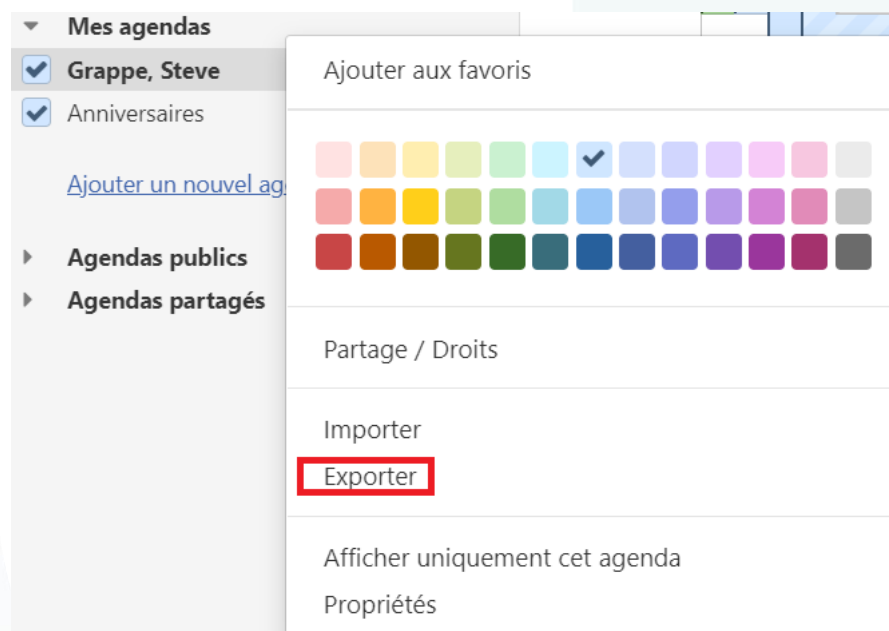 Mes agendas
Grappe, Steve
Anniversaires
Ajouter un nouvel ag
Agendas publics
Agendas partagés
Ajouter aux favoris
Partage / Droits
Importer
Exporter
Afficher uniquement cet agenda
Propriétés